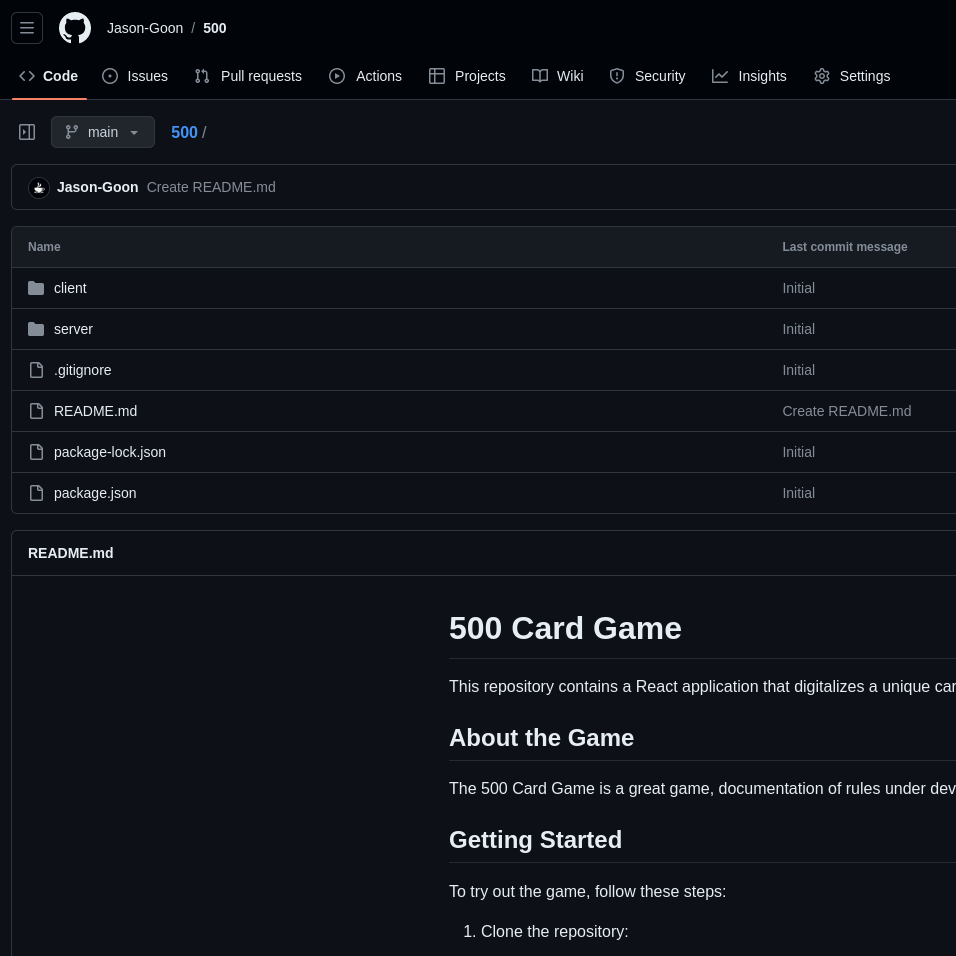 Jason-Goon / 500
Code Issues Pull requests Actions Projects Wiki Security Insights Settings
main 500 /
Jason-Goon Create README.md
Name Last commit message
client Initial
server Initial
.gitignore Initial
README.md Create README.md
package-lock.json Initial
package.json Initial
README.md
500 Card Game
This repository contains a React application that digitalizes a unique
About the Game
The 500 Card Game is a great game, documentation of rules under
Getting Started
To try out the game, follow these steps:
1. Clone the repository: